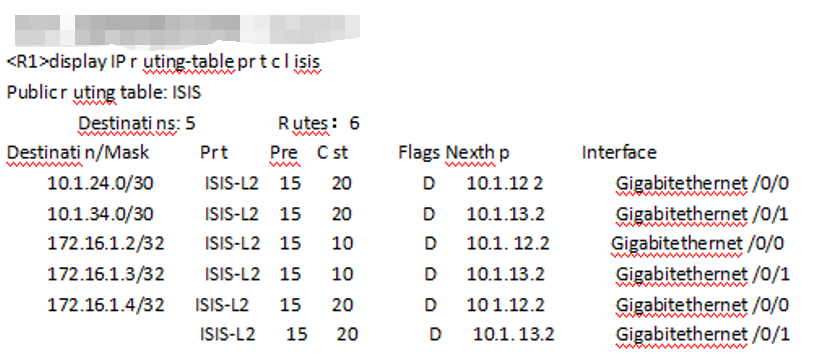 <R1>display IP r uting-table pr t c l isis
Public r uting table: ISIS
Destinati ns: 5 R utes: 6
Destinati n/Mask Pr t Pre C st Flags Nexth p Interface
10.1.24.0/30 ISIS-L2 15 20 D 10.1.12 2 Gigabitethernet /0/0
10.1.34.0/30 ISIS-L2 15 20 D 10.1.13.2 Gigabitethernet /0/1
172.16.1.2/32 ISIS-L2 15 10 D 10.1. 12.2 Gigabitethernet /0/0
172.16.1.3/32 ISIS-L2 15 10 D 10.1.13.2 Gigabitethernet /0/1
172.16.1.4/32 ISIS-L2 15 20 D 10 1.12.2 Gigabitethernet /0/0
ISIS-L2 15 20 D 10.1. 13.2 Gigabitethernet /0/1